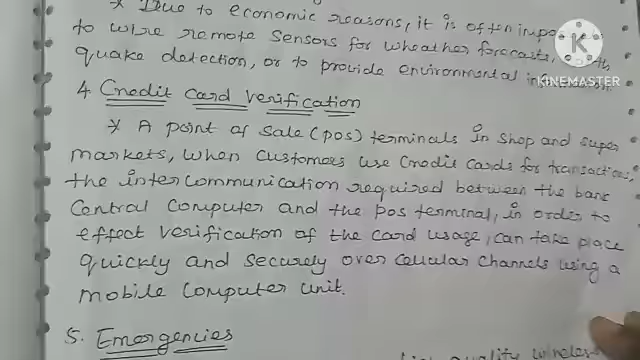 * Due to economic reasons, it is often impo
to wire remote sensors for wheather forecasts,
quake detection, or to provide environmental
KINEMASTER
4 Credit Card Verification
* A point of sale (pos) terminals in shop and super
markets, when customers use credit cards for transactions,
the intercommunication required between the bank
central computer and the pos terminal, in order to
effect verification of the card usage, can take place
quickly and securely over cellular channels using a
mobile computer unit.
5. Emergencies
quality wireless